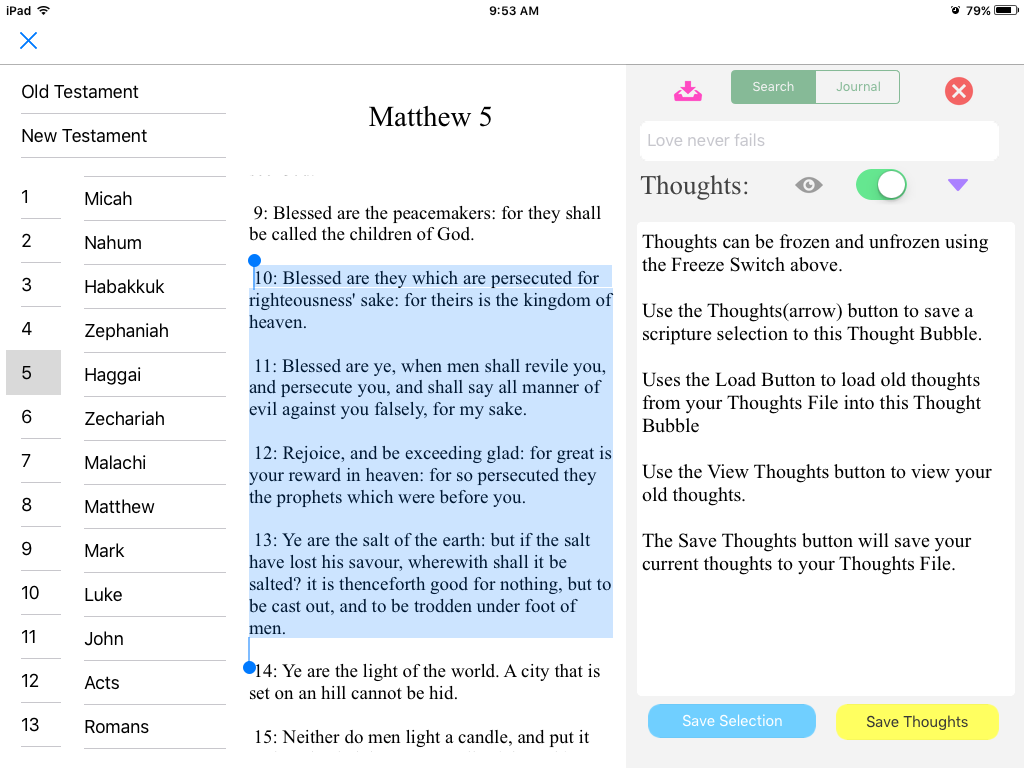 iPad
9:53 AM
79%
Old Testament
New Testament
1
2
3
4
5
6
7
8
9
10
11
12
13
Micah
Nahum
Habakkuk
Zephaniah
Haggai
Zechariah
Malachi
Matthew
Mark
Luke
John
Acts
Romans
Matthew 5
9: Blessed are the peacemakers: for they shall
be called the children of God.
10: Blessed are they which are persecuted for
righteousness' sake: for theirs is the kingdom of
heaven.
11: Blessed are ye, when men shall revile you,
and persecute you, and shall say all manner of
evil against you falsely, for my sake.
12: Rejoice, and be exceeding glad: for great is
your reward in heaven: for so persecuted they
the prophets which were before you.
13: Ye are the salt of the earth: but if the salt
have lost his savour, wherewith shall it be
salted? it is thenceforth good for nothing, but to
be cast out, and to be trodden under foot of
men.
14: Ye are the light of the world. A city that is
set on an hill cannot be hid.
15: Neither do men light a candle, and put it
Search
Journal
Love never fails
Thoughts:
Thoughts can be frozen and unfrozen using
the Freeze Switch above.
Use the Thoughts(arrow) button to save a
scripture selection to this Thought Bubble.
Uses the Load Button to load old thoughts
from your Thoughts File into this Thought
Bubble
Use the View Thoughts button to view your
old thoughts.
The Save Thoughts button will save your
current thoughts to your Thoughts File.
Save Selection
Save Thoughts